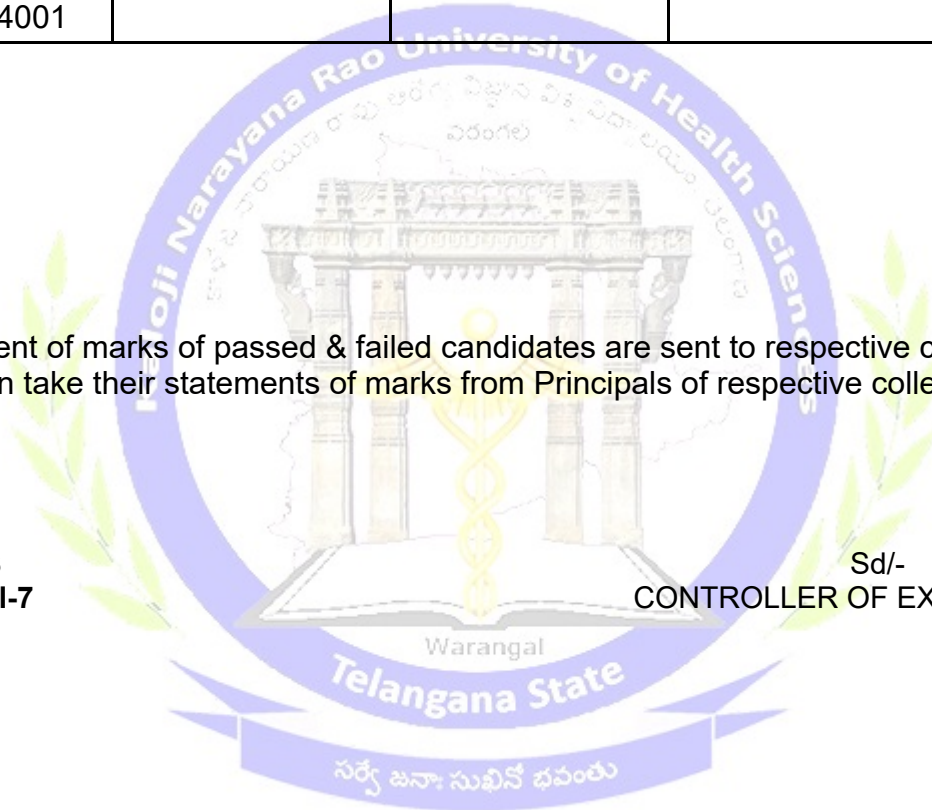 4001
Kaloji Narayana Rao University of Health Sciences
వరంగల్
ent of marks of passed & failed candidates are sent to respective c
n take their statements of marks from Principals of respective colle
Sd/-
I-7
CONTROLLER OF EX
Warangal
Telangana State
సర్వే జనాః సుఖినో భవంతు